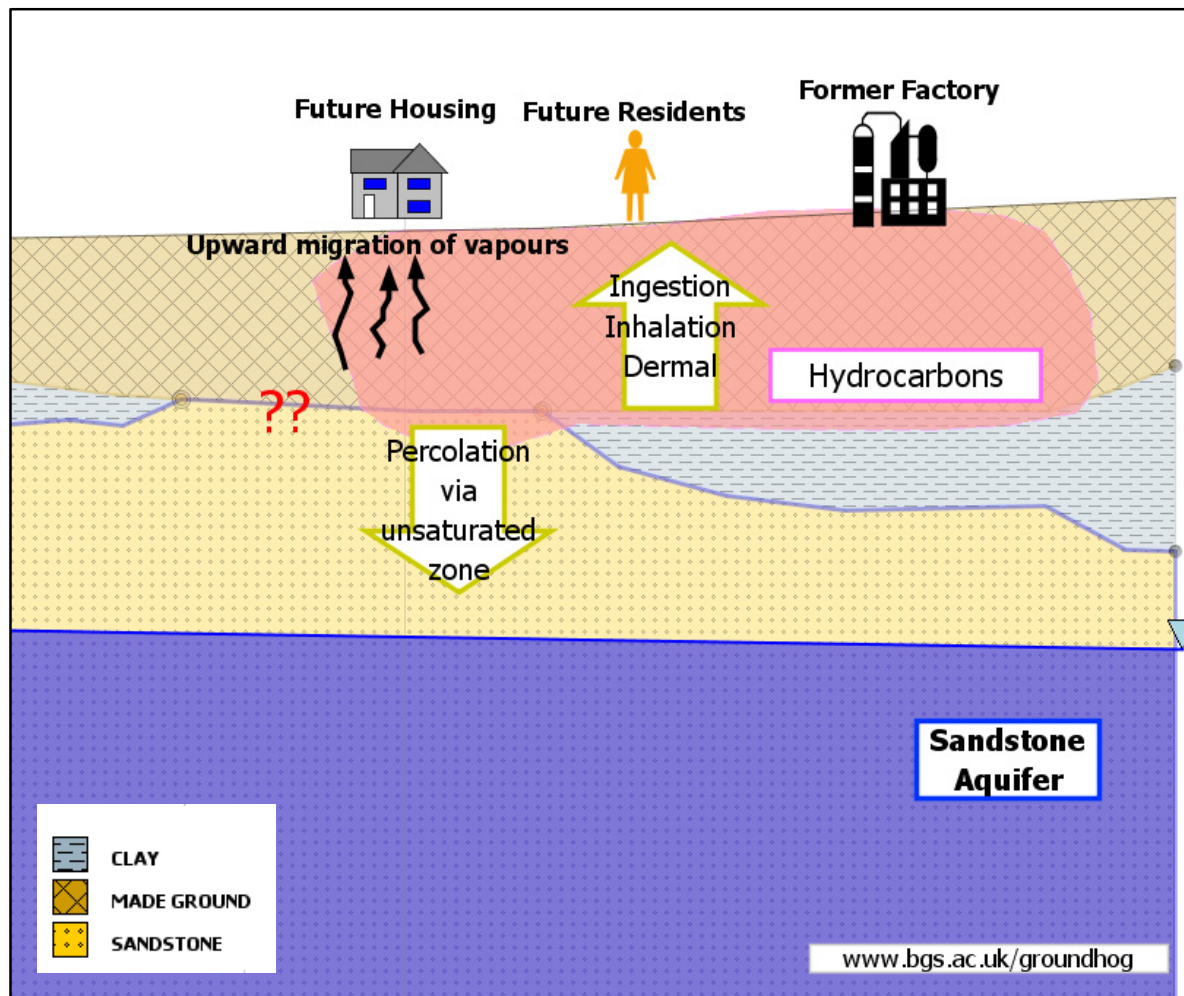 Future Housing
Future Residents
Former Factory
Upward migration of vapours
Ingestion
Inhalation
Dermal
Hydrocarbons
??
Percolation
via
unsaturated
zone
Sandstone
Aquifer
CLAY
MADE GROUND
SANDSTONE
www.bgs.ac.uk/groundhog